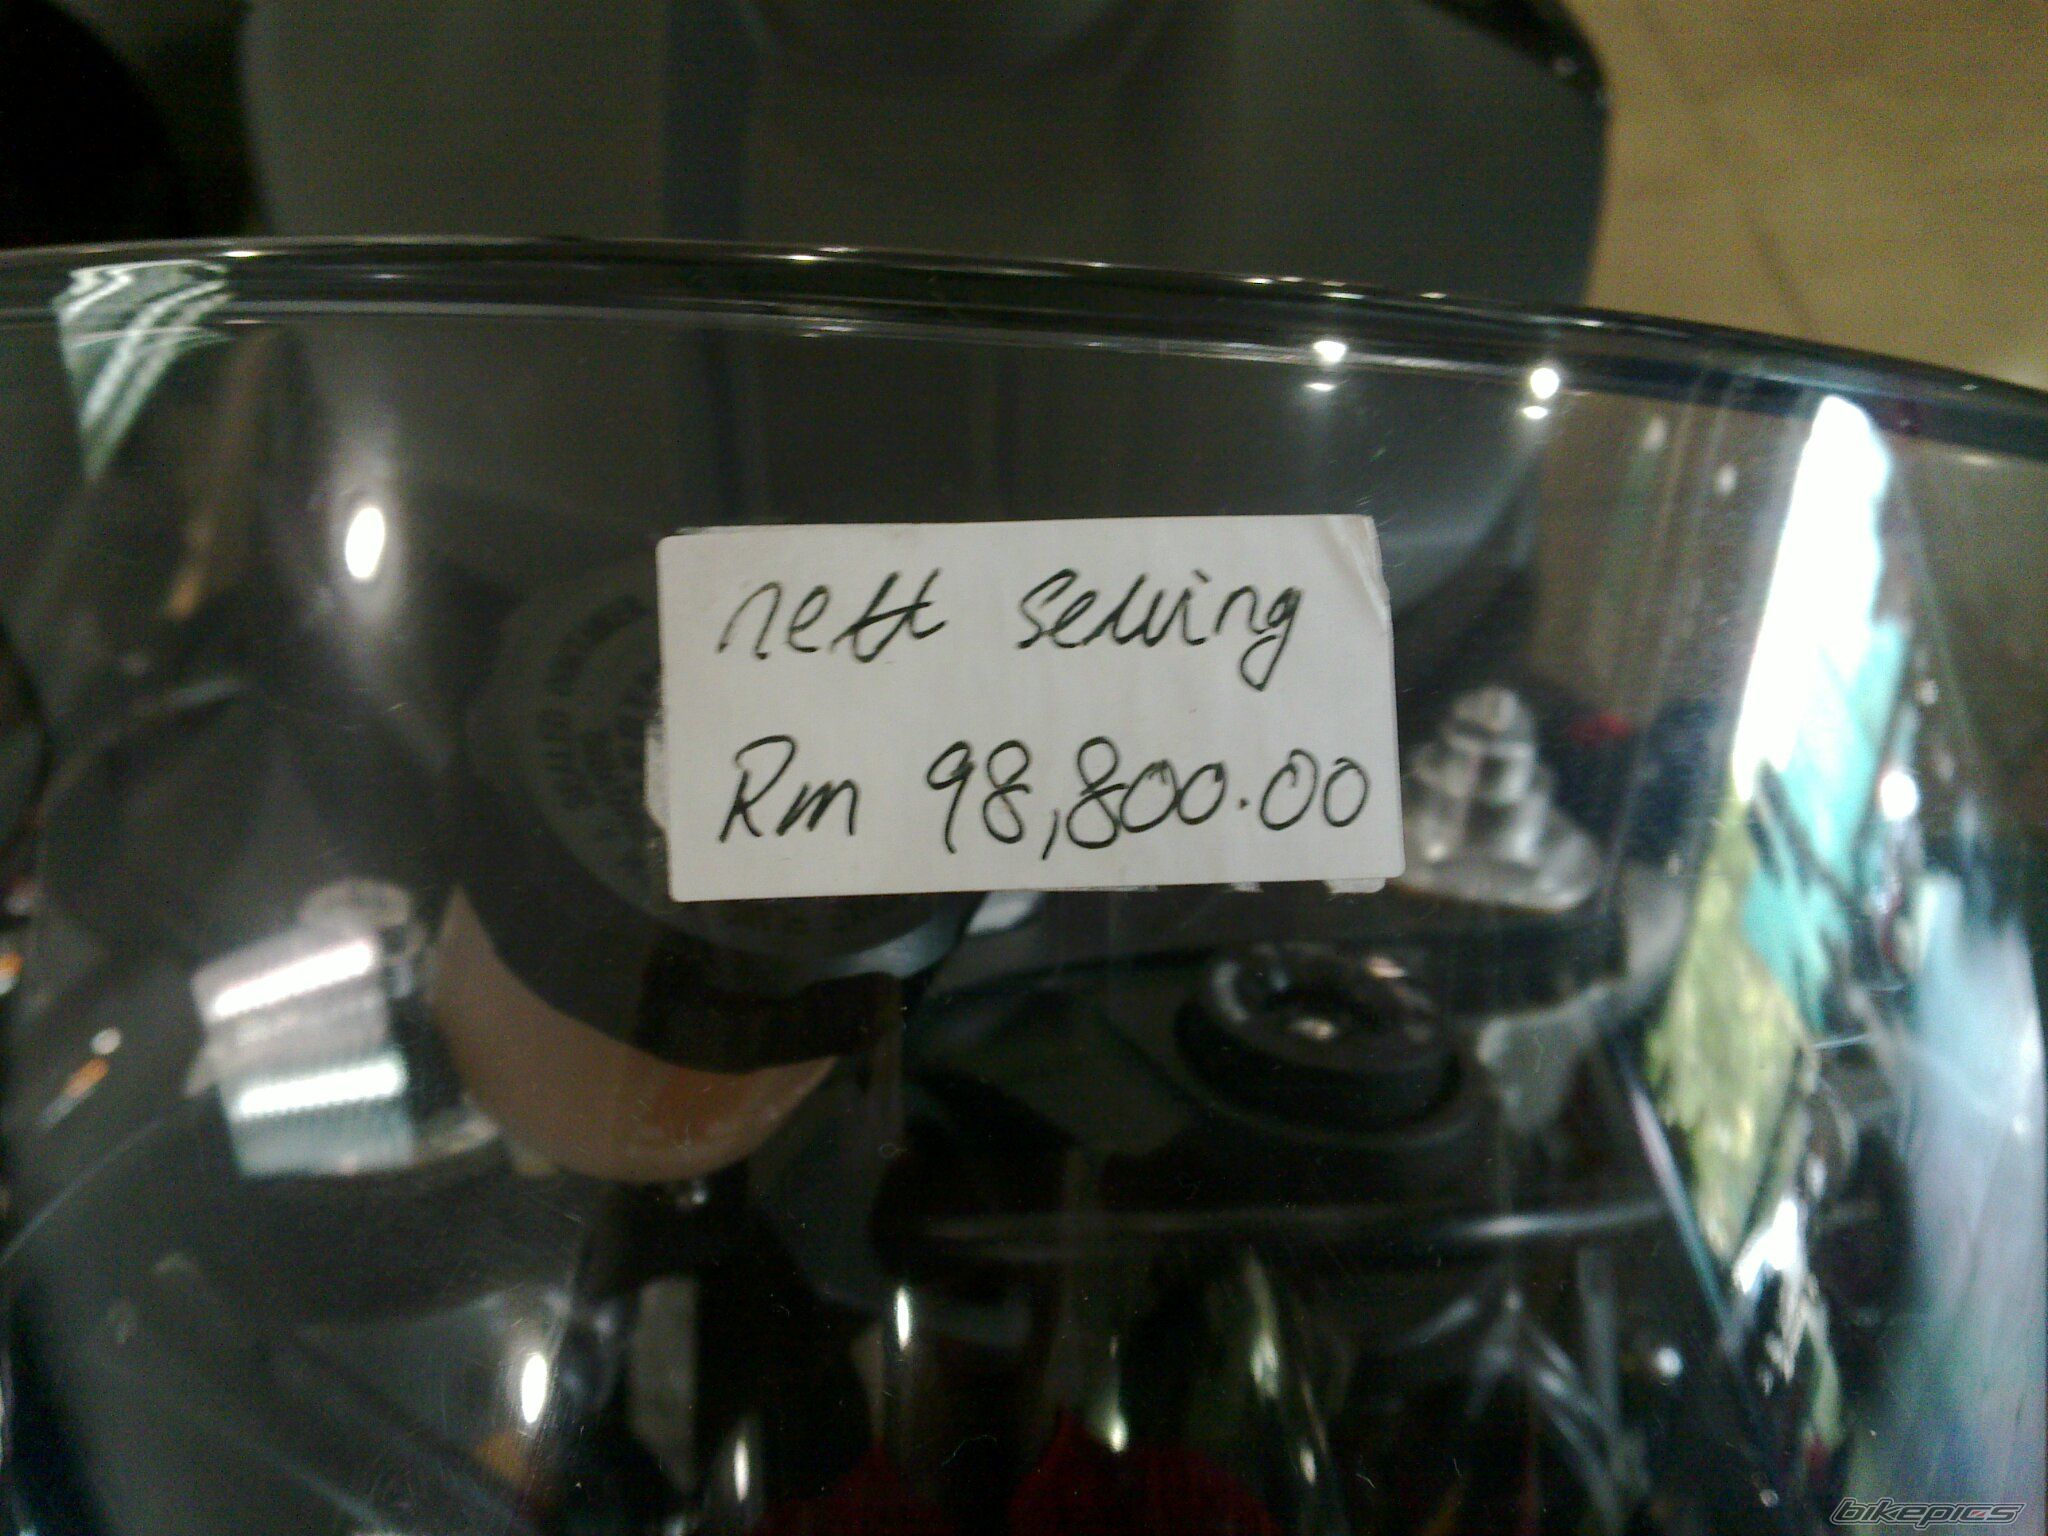 nett selling
Rm 98,800.00
bikepics